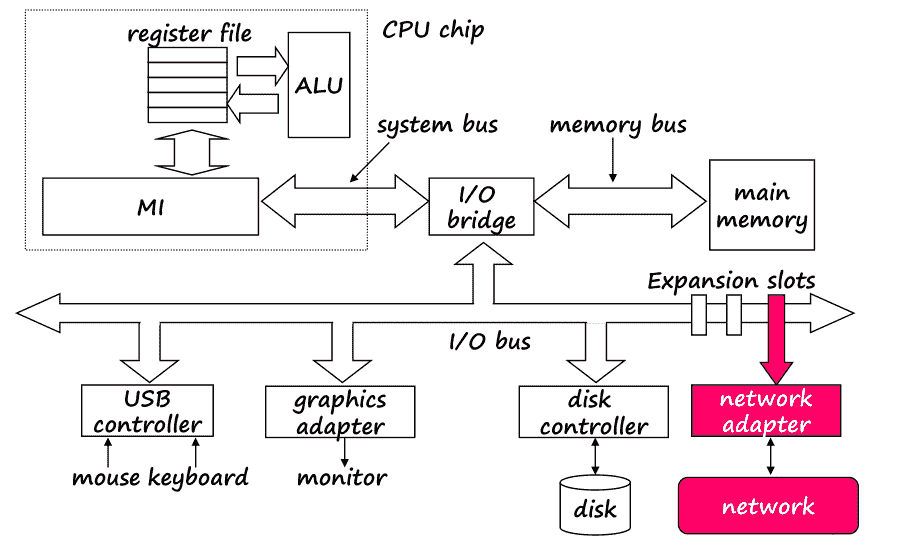 register file
CPU chip
ALU
system bus
memory bus
MI
I/O
bridge
main
memory
Expansion slots
I/O bus
USB
controller
graphics
adapter
disk
controller
network
adapter
mouse keyboard
monitor
disk
network